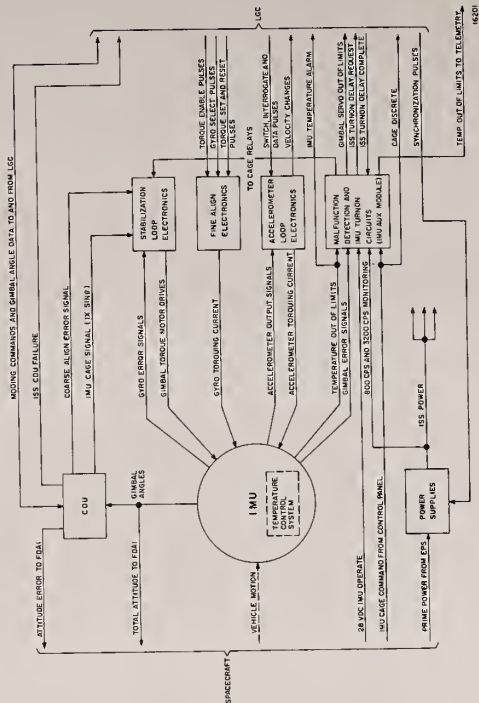 LGC
MODING COMMANDS AND GIMBAL ANGLE DATA TO AND FROM LGC
ISS CDU FAILURE
COARSE ALIGN ERROR SIGNAL
IMU CAGE SIGNAL (1X SINθ)
CDU
ATTITUDE ERROR TO FDAI
TOTAL ATTITUDE TO FDAI
GIMBAL
ANGLES
STABILIZATION
LOOP
ELECTRONICS
GYRO ERROR SIGNALS
GIMBAL TORQUE MOTOR DRIVES
TORQUE ENABLE PULSES
GYRO SELECT PULSES
TORQUE SET AND RESET
PULSES
FINE ALIGN
ELECTRONICS
GYRO TORQUING CURRENT
TO CAGE RELAYS
SWITCH, INTERROGATE AND
DATA PULSES
VELOCITY CHANGES
ACCELEROMETER
LOOP
ELECTRONICS
ACCELEROMETER OUTPUT SIGNALS
ACCELEROMETER TORQUING CURRENT
IMU TEMPERATURE ALARM
GIMBAL SERVO OUT OF LIMITS
ISS TURNON DELAY REQUEST
ISS TURNON DELAY COMPLETE
CAGE DISCRETE
SYNCHRONIZATION PULSES
TEMP OUT OF LIMITS TO TELEMETRY
MALFUNCTION
DETECTION AND
IMU TURNON
CIRCUITS
(IMU AUX MODULE)
TEMPERATURE OUT OF LIMITS
GIMBAL ERROR SIGNALS
800 CPS AND 3200 CPS MONITORING
ISS POWER
IMU
TEMPERATURE
CONTROL
SYSTEM
VEHICLE MOTION
28 VDC IMU OPERATE
IMU CAGE COMMAND FROM CONTROL PANEL
PRIME POWER FROM EPS
POWER
SUPPLIES
SPACECRAFT
16201